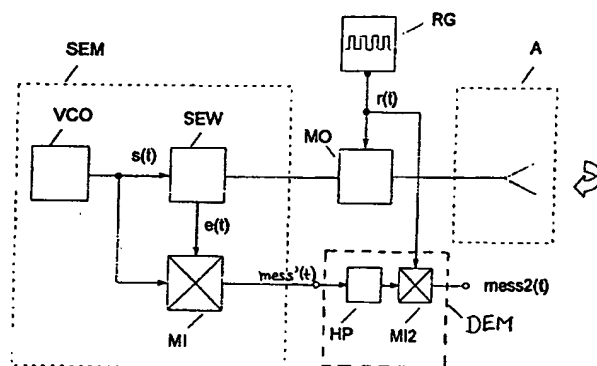 RG
SEM
A
VCO
SEW
r(t)
MO
s(t)
e(t)
mess'(t)
mess2(t)
MI
HP
MI2
DEM